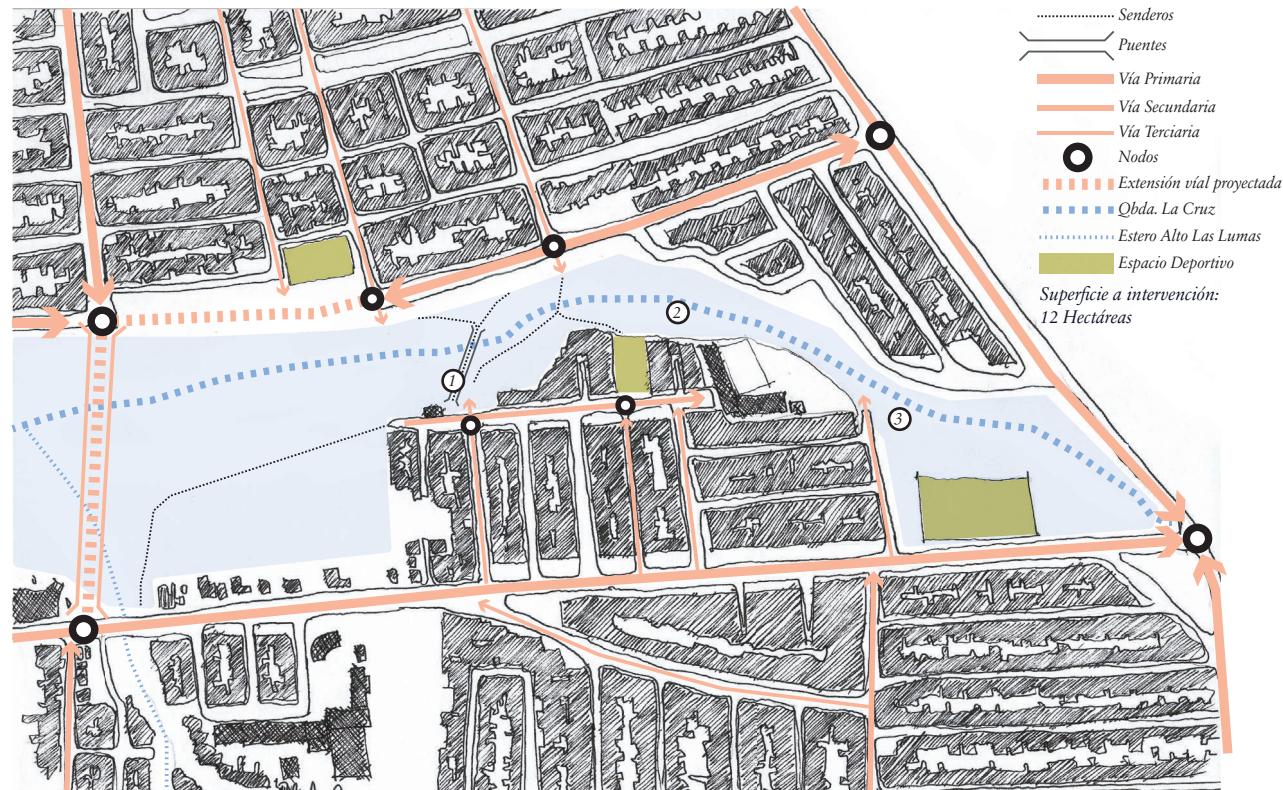 Senderos
Puentes
Vía Primaria
Vía Secundaria
Vía Terciaria
Nodos
Extensión víal proyectada
Qbda. La Cruz
Estero Alto Las Lumas
Espacio Deportivo
Superficie a intervención:
12 Hectáreas
2
1
3